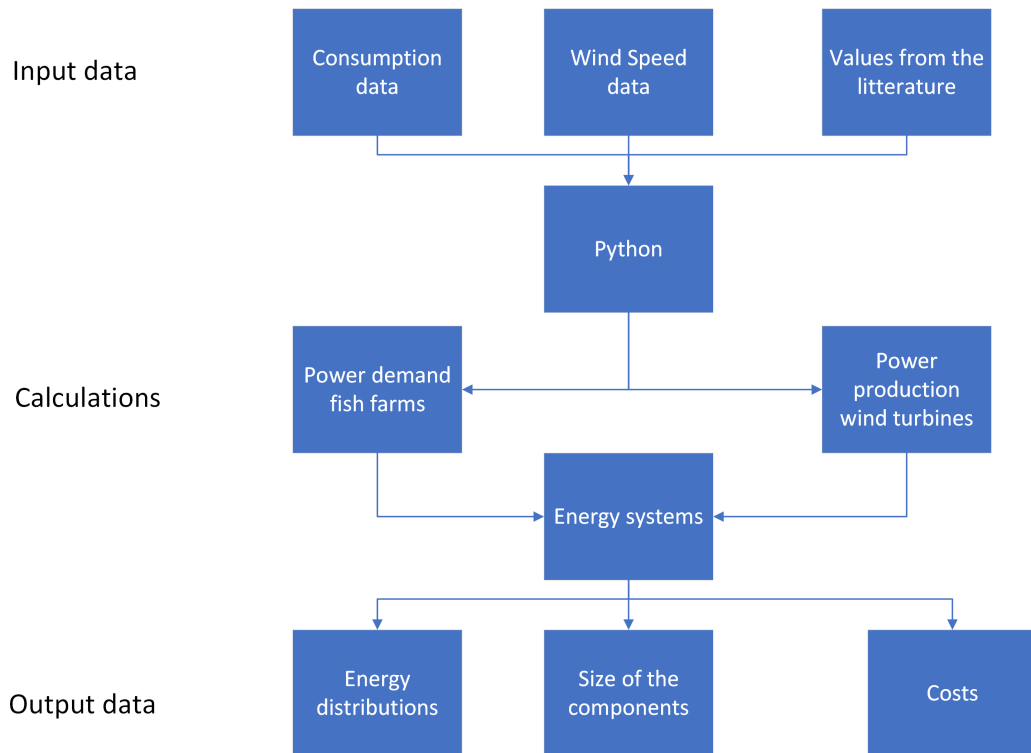 Input data
Consumption
data
Wind Speed
data
Values from the
litterature
Python
Calculations
Power demand
fish farms
Power
production
wind turbines
Energy systems
Output data
Energy
distributions
Size of the
components
Costs